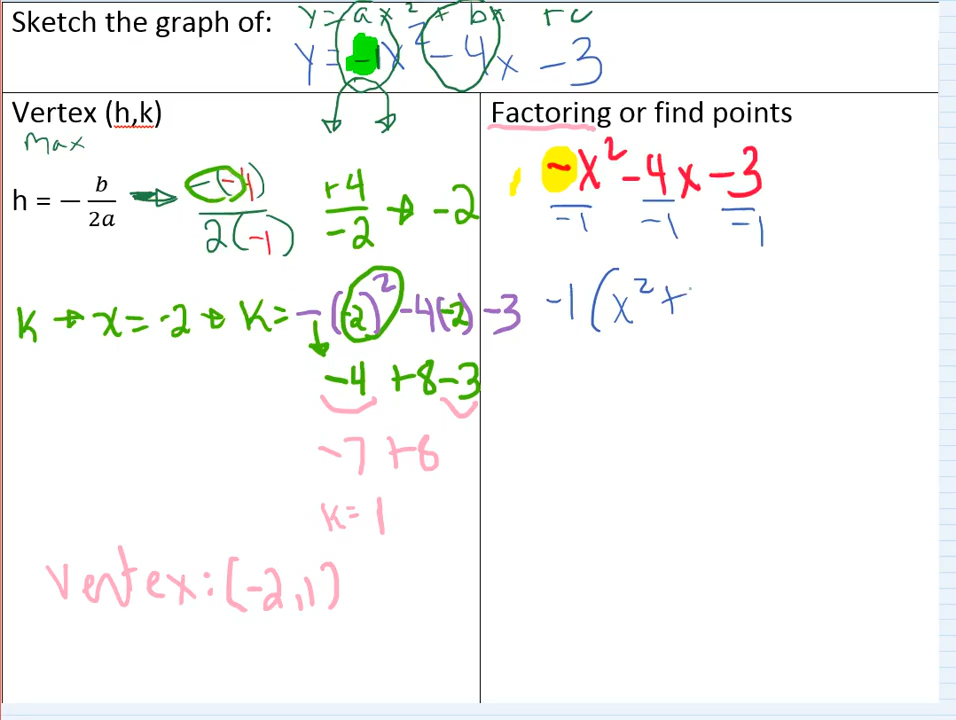 Sketch the graph of:
y = ax² + bx + c
y = -1x² - 4x - 3
Vertex (h,k)
Max
h = − b/2a → -(-4)/2(-1) +4/-2 → -2
K → x = -2 → K = -(-2)² -4(-2) -3
-4 +8 -3
-7 +8
K = 1
Vertex: (-2,1)
Factoring or find points
-x² - 4x - 3
-1 -1 -1
-1(x² +